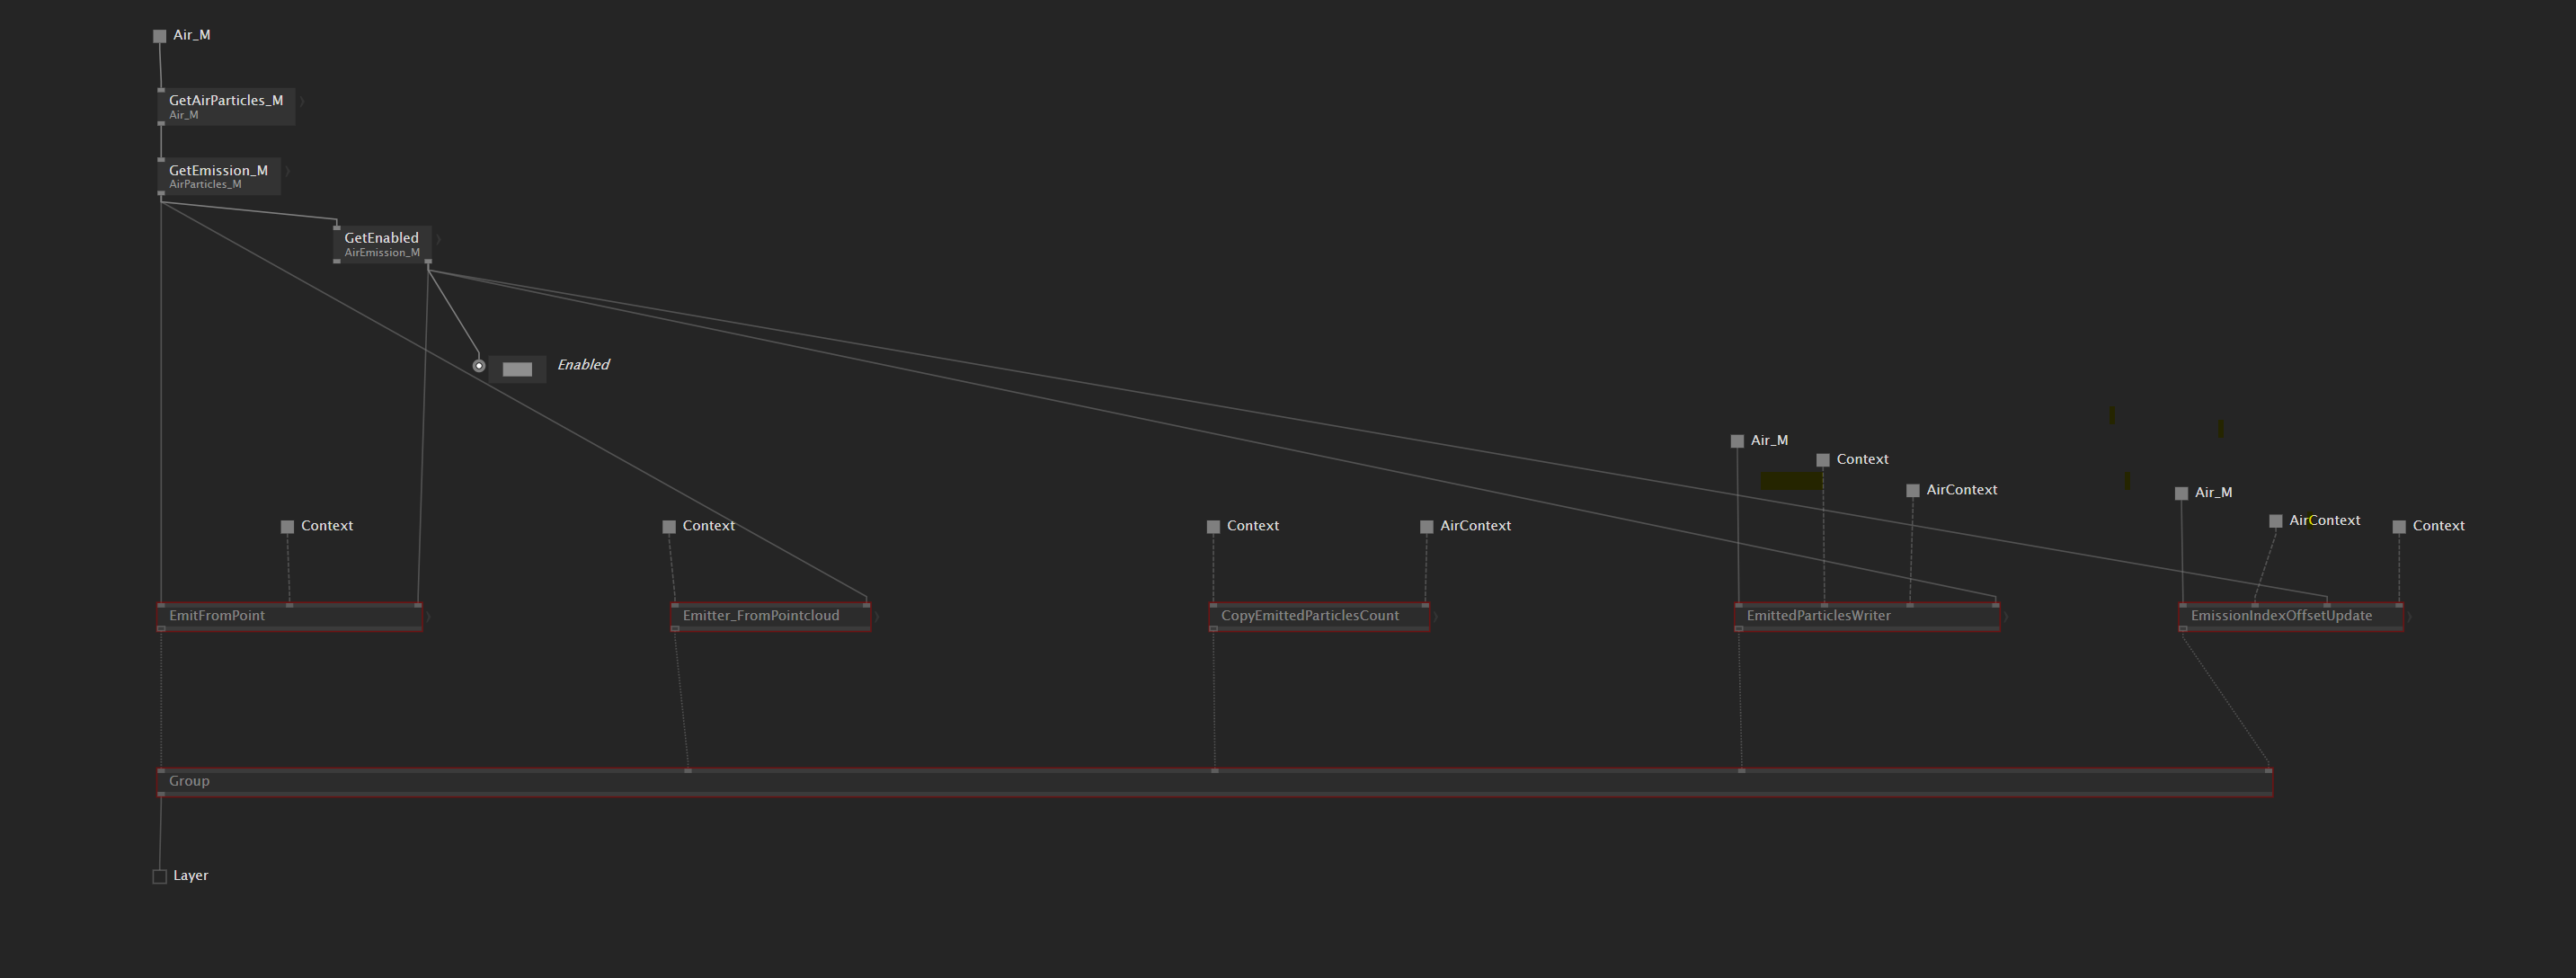 Air_M
GetAirParticles_M
Air_M
GetEmission_M
AirParticles_M
GetEnabled
AirEmission_M
Enabled
Air_M
Context
AirContext
Air_M
Context
Context
Context
AirContext
AirContext
Context
EmitFromPoint
Emitter_FromPointcloud
CopyEmittedParticlesCount
EmittedParticlesWriter
EmissionIndexOffsetUpdate
Group
Layer